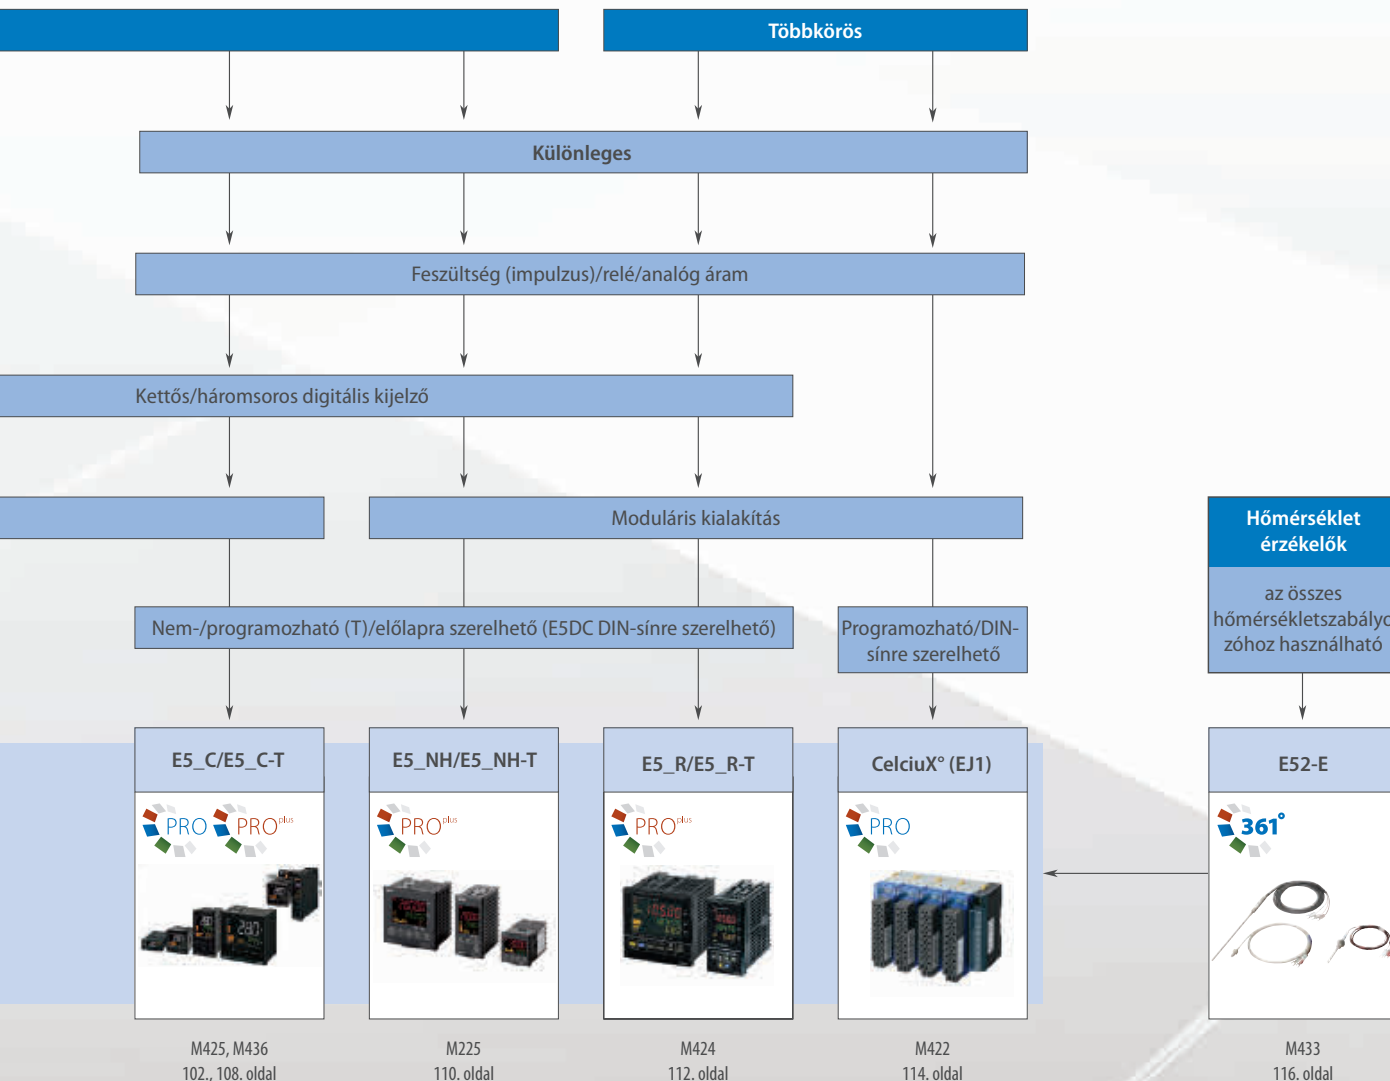 Többkörös
Különleges
Feszültség (impulzus)/relé/analóg áram
Kettős/háromsoros digitális kijelző
Moduláris kialakítás
Hőmérséklet
érzékelők
az összes
hőmérsékletszabályo
zóhoz használható
Nem-/programozható (T)/előlapra szerelhető (E5DC DIN-sínre szerelhető)
Programozható/DIN-
sínre szerelhető
E5_C/E5_C-T
E5_NH/E5_NH-T
E5_R/E5_R-T
CelciuX° (EJ1)
E52-E
PRO PRO plus
PRO plus
PRO plus
PRO
361°
M425, M436
102., 108. oldal
M225
110. oldal
M424
112. oldal
M422
114. oldal
M433
116. oldal